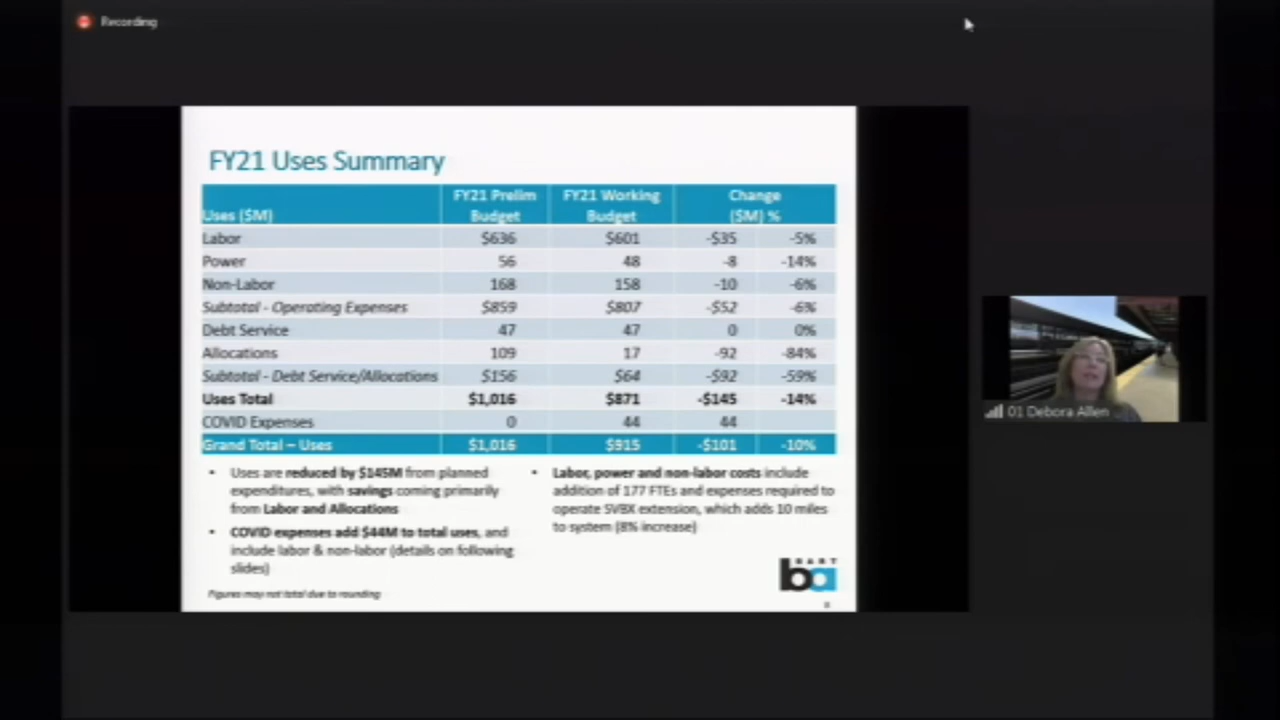 Recording
FY21 Uses Summary
Uses ($M) FY21 Prelim Budget FY21 Working Budget Change ($M) %
Labor $636 $601 -$35 -5%
Power 56 48 -8 -14%
Non-Labor 168 158 -10 -6%
Subtotal - Operating Expenses $859 $807 -$52 -6%
Debt Service 47 47 0 0%
Allocations 109 17 -92 -84%
Subtotal - Debt Service/Allocations $156 $64 -$92 -59%
Uses Total $1,016 $871 -$145 -14%
COVID Expenses 0 44 44
Grand Total – Uses $1,016 $915 -$101 -10%
• Uses are reduced by $145M from planned
expenditures, with savings coming primarily
from Labor and Allocations
• COVID expenses add $44M to total uses, and
include labor & non-labor (details on following
slides)
• Labor, power and non-labor costs include
addition of 177 FTEs and expenses required to
operate SVBX extension, which adds 10 miles
to system (8% increase)
Figures may not total due to rounding
BART
ba
8
01 Debora Allen